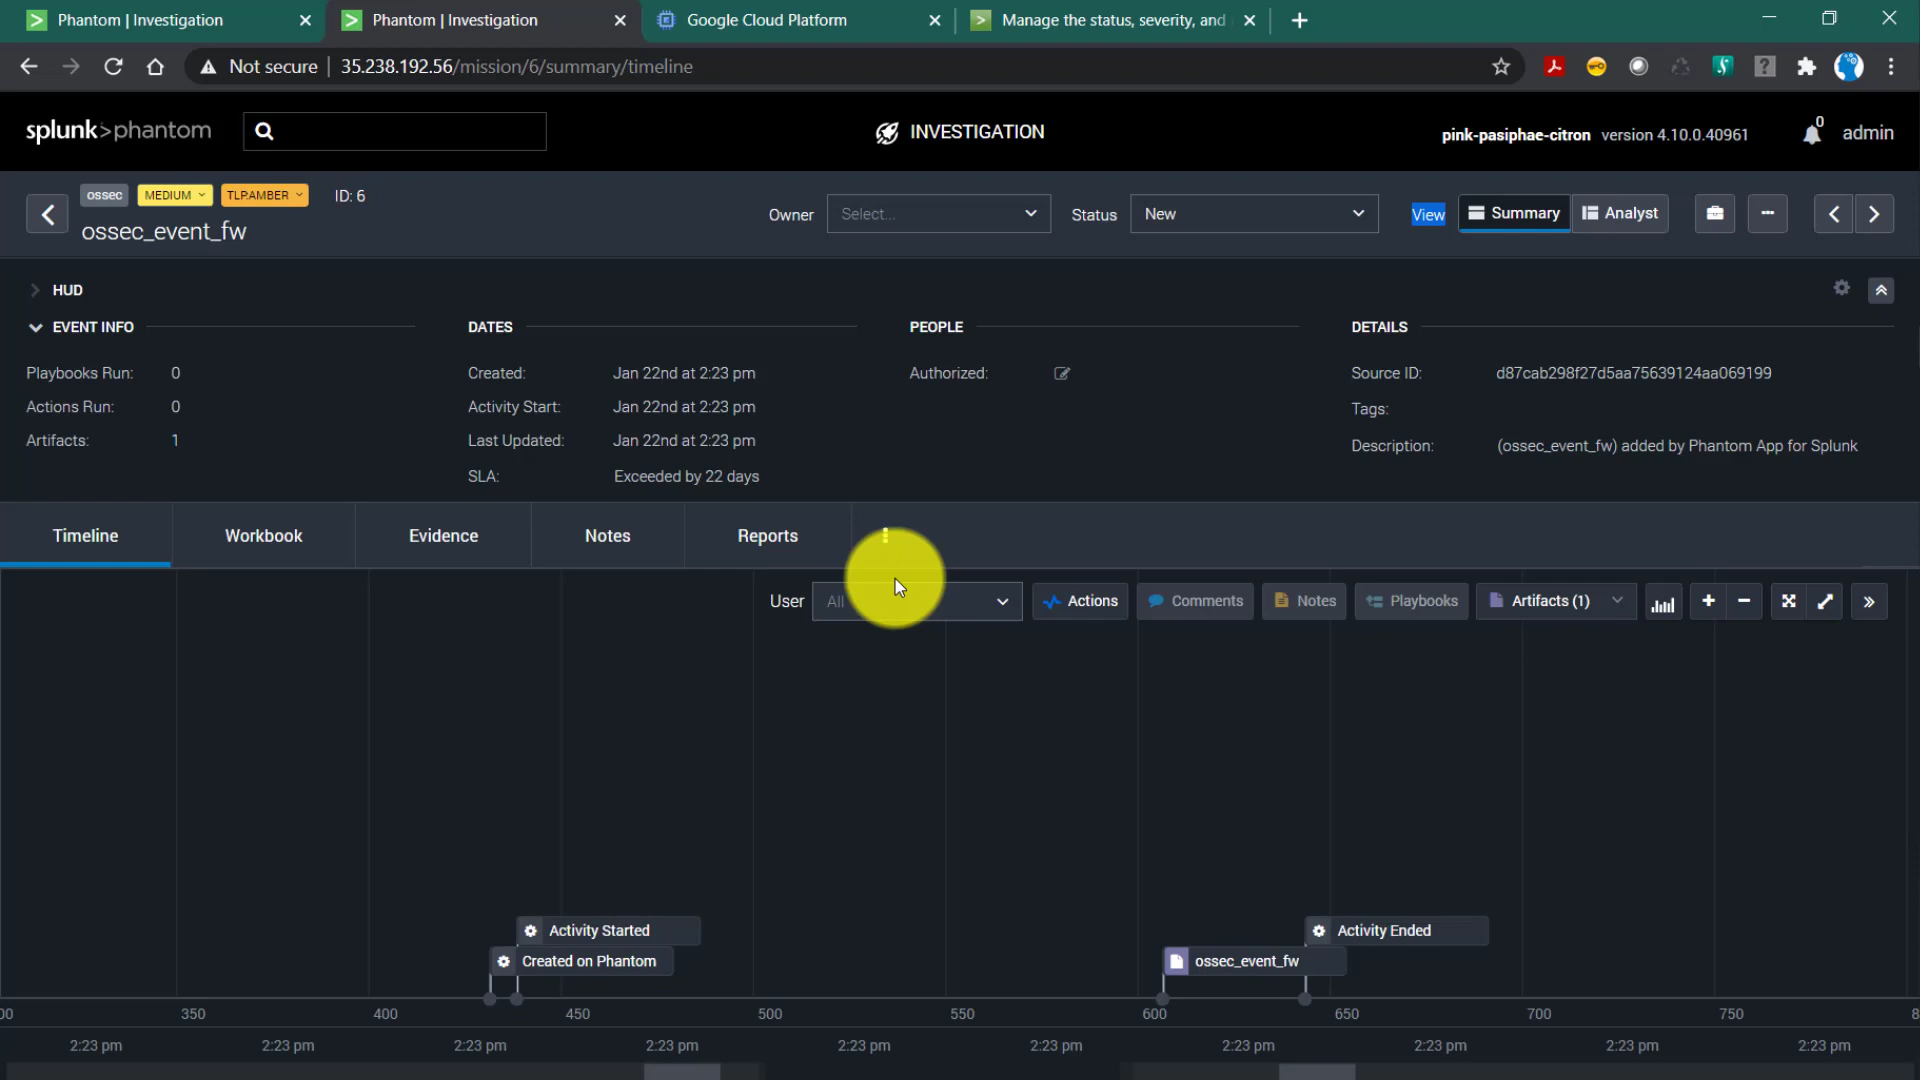 Phantom | Investigation
Phantom | Investigation
Google Cloud Platform
Manage the status, severity, and
Not secure
35.238.192.56/mission/6/summary/timeline
splunk>phantom
INVESTIGATION
pink-pasiphae-citron version 4.10.0.40961
0
admin
ossec
MEDIUM
TLP:AMBER
ID: 6
ossec_event_fw
Owner
Select...
Status
New
View
Summary
Analyst
HUD
EVENT INFO
DATES
PEOPLE
DETAILS
Playbooks Run: 0
Created: Jan 22nd at 2:23 pm
Authorized:
Source ID: d87cab298f27d5aa75639124aa069199
Actions Run: 0
Activity Start: Jan 22nd at 2:23 pm
Tags:
Artifacts: 1
Last Updated: Jan 22nd at 2:23 pm
Description: (ossec_event_fw) added by Phantom App for Splunk
SLA: Exceeded by 22 days
Timeline
Workbook
Evidence
Notes
Reports
User
All
Actions
Comments
Notes
Playbooks
Artifacts (1)
Activity Started
Activity Ended
Created on Phantom
ossec_event_fw
00 350 400 450 500 550 600 650 700 750 8
2:23 pm 2:23 pm 2:23 pm 2:23 pm 2:23 pm 2:23 pm 2:23 pm 2:23 pm 2:23 pm 2:23 pm